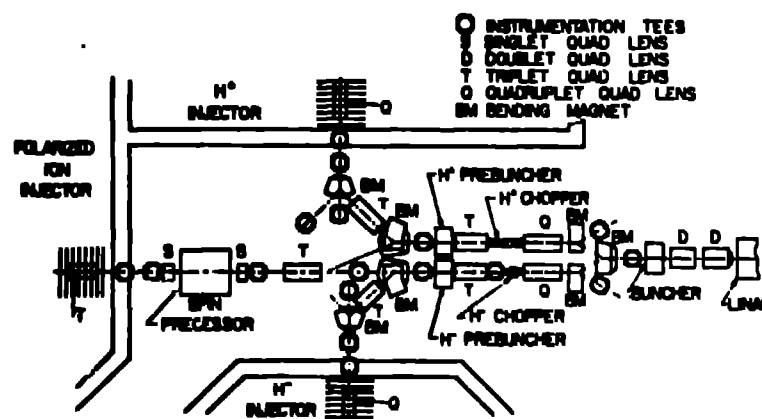 INSTRUMENTATION TEES
S SINGLET QUAD LENS
D DOUBLET QUAD LENS
T TRIPLET QUAD LENS
Q QUADRUPLET QUAD LENS
BM BENDING MAGNET
H+
INJECTOR
Q
POLARIZED
ION
INJECTOR
BM
T
BM
H+ PREBUNCHER
H+ CHOPPER
T
Q
BM
BM
D
D
S
S
T
T
SPIN
PRECESSOR
T
BM
BM
T
Q
BM
BUNCHER
LINAC
H- CHOPPER
H- PREBUNCHER
H-
INJECTOR
Q